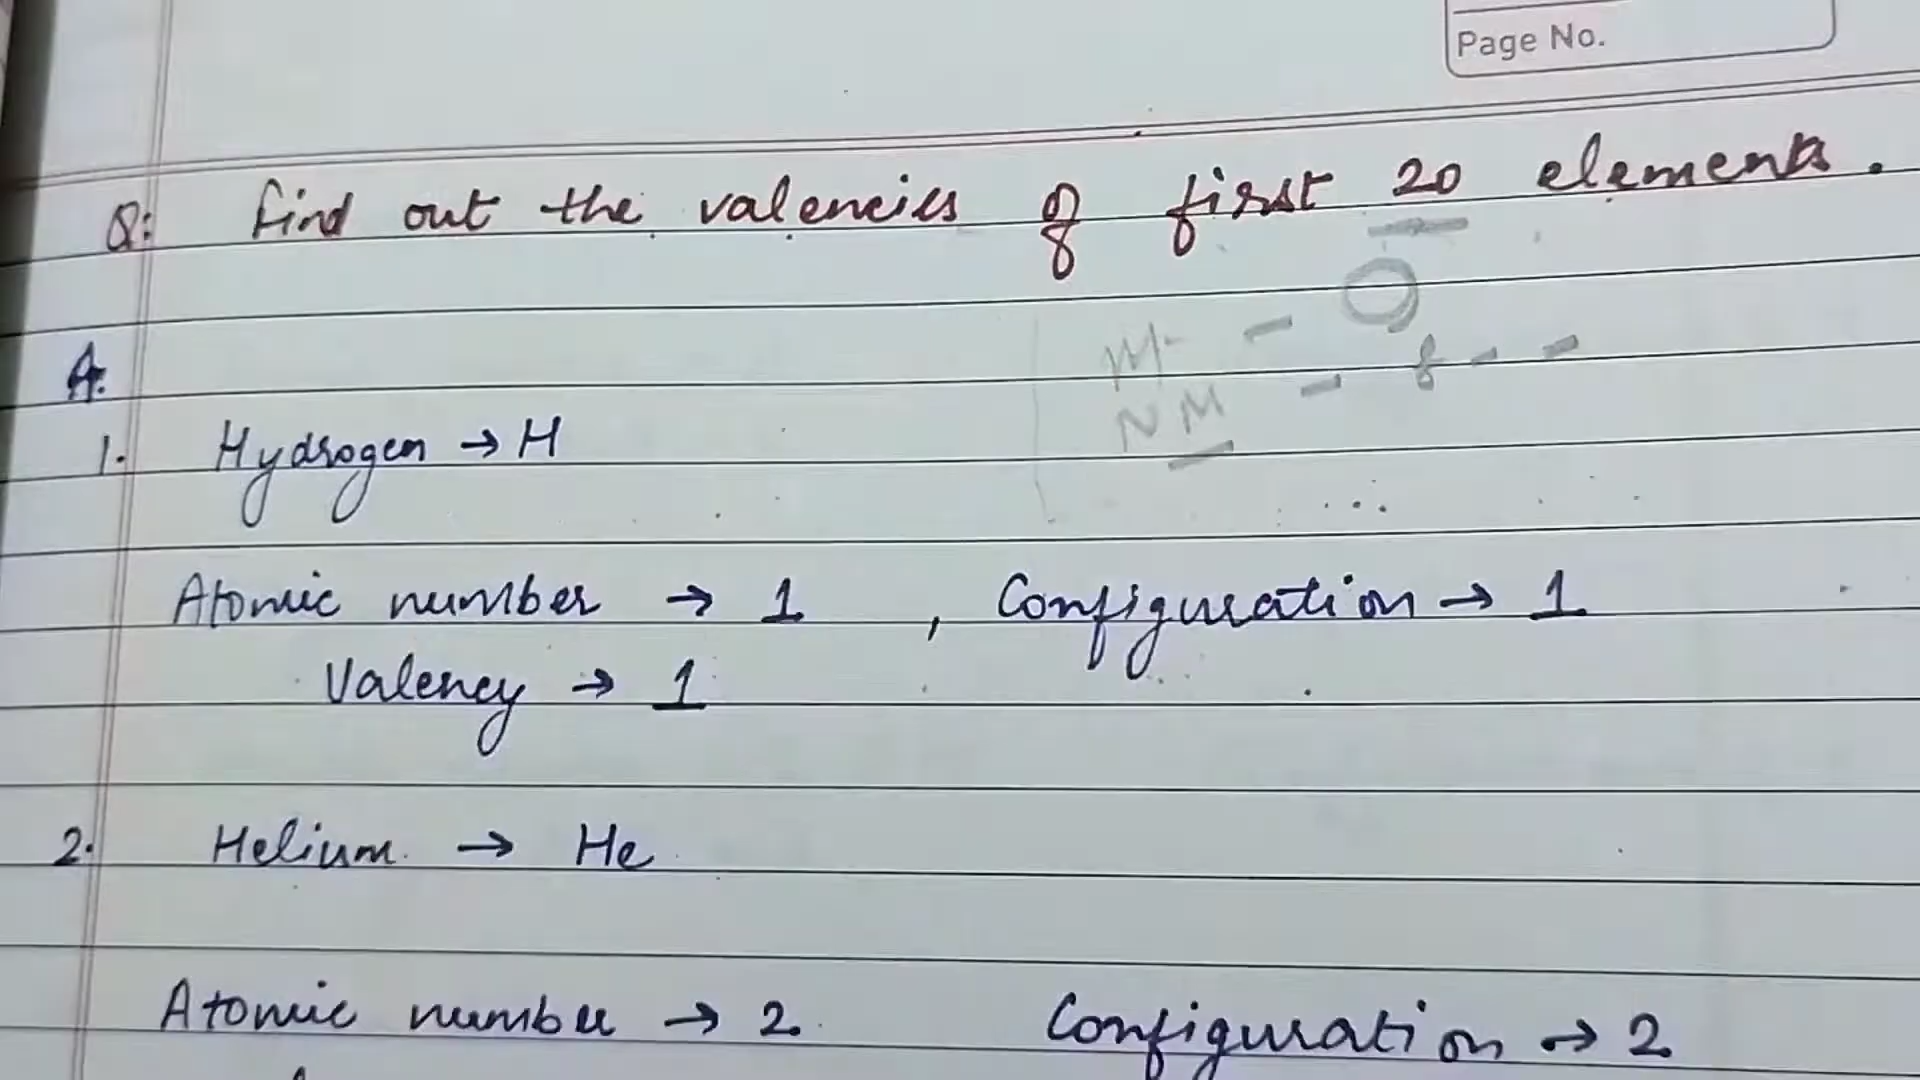 Page No.
Q: find out the valencies of first 20 elements.
M - O
NM - 8 - -
A.
1. Hydrogen → H
Atomic number → 1 , Configuration → 1
Valency → 1
2. Helium → He
Atomic number → 2 Configuration → 2